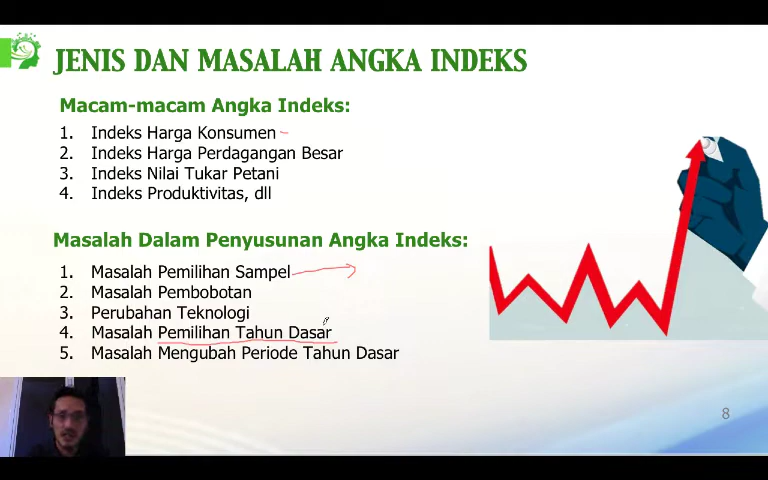 JENIS DAN MASALAH ANGKA INDEKS
Macam-macam Angka Indeks:
1. Indeks Harga Konsumen
2. Indeks Harga Perdagangan Besar
3. Indeks Nilai Tukar Petani
4. Indeks Produktivitas, dll
Masalah Dalam Penyusunan Angka Indeks:
1. Masalah Pemilihan Sampel
2. Masalah Pembobotan
3. Perubahan Teknologi
4. Masalah Pemilihan Tahun Dasar
5. Masalah Mengubah Periode Tahun Dasar
8